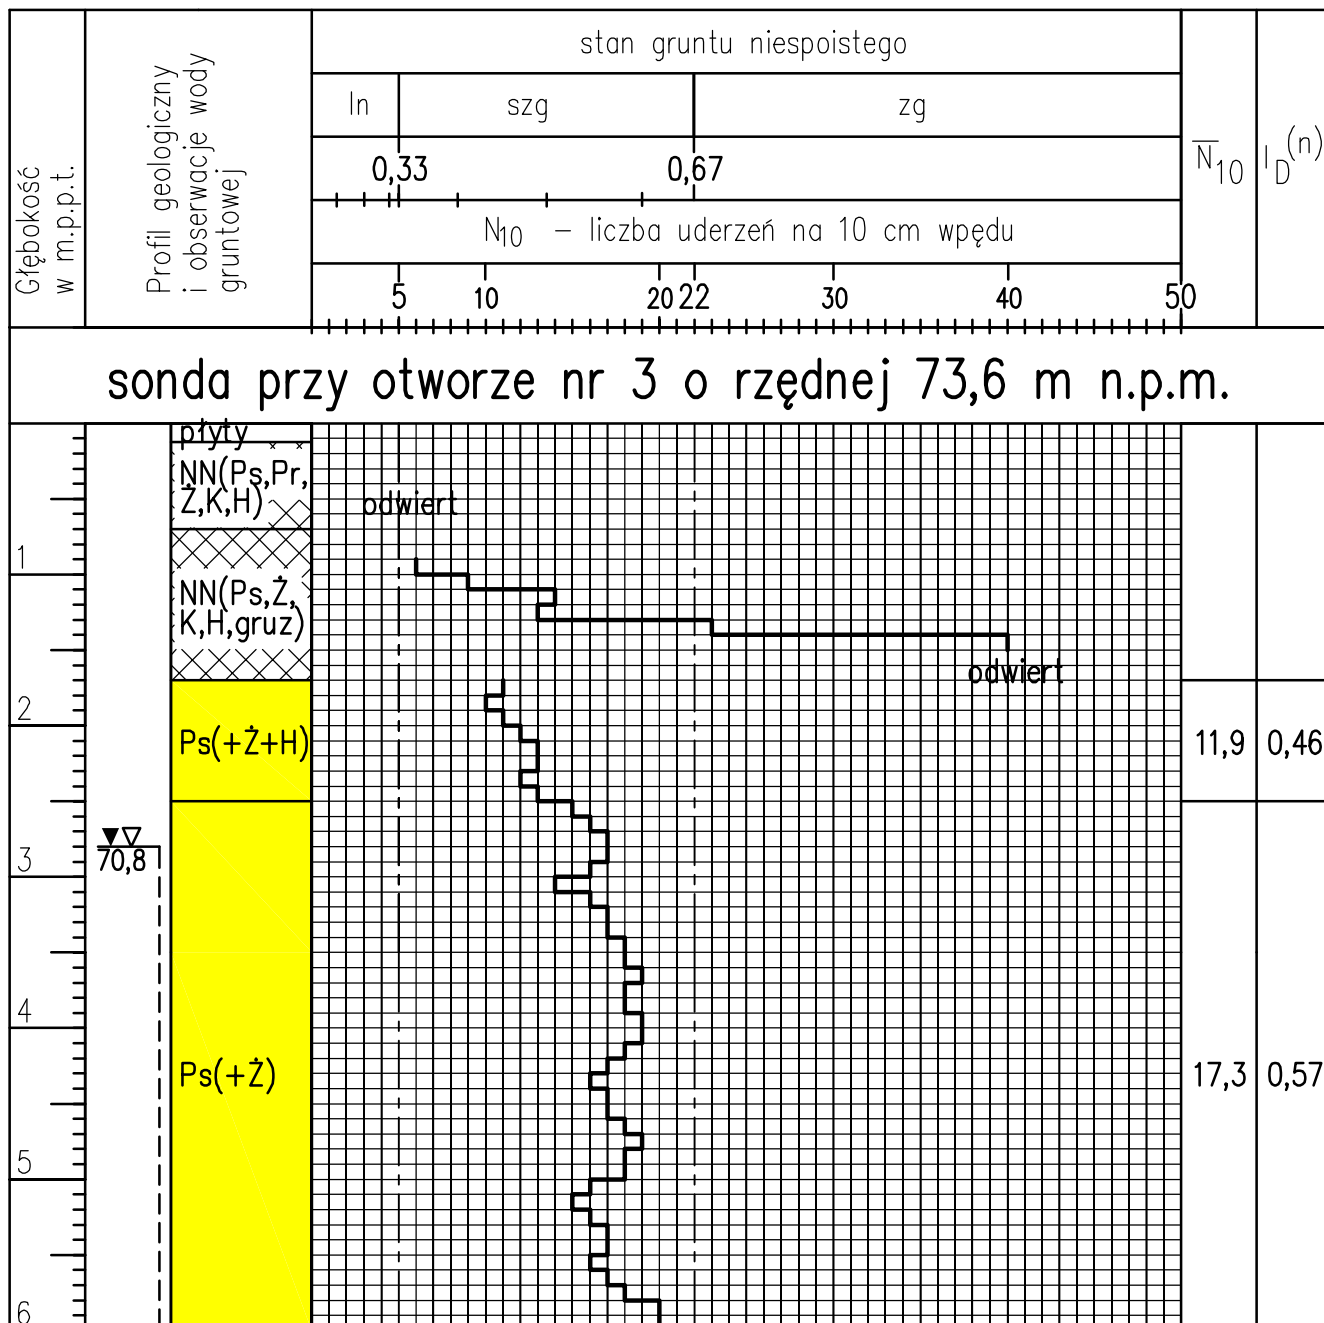 Głębokość
w m.p.p.t.
Profil geologiczny
i obserwacje wody
gruntowej
stan gruntu niespoistego
ln
szg
zg
0,33
0,67
N10 – liczba uderzeń na 10 cm wpędu
5
10
20
22
30
40
50
N10
ID(n)
sonda przy otworze nr 3 o rzędnej 73,6 m n.p.m.
płyty
NN(Ps,Pr,
Ż,K,H)
odwiert
1
NN(Ps,Ż,
K,H,gruz)
odwiert
2
Ps(+Ż+H)
11,9
0,46
3
70,8
4
Ps(+Ż)
17,3
0,57
5
6